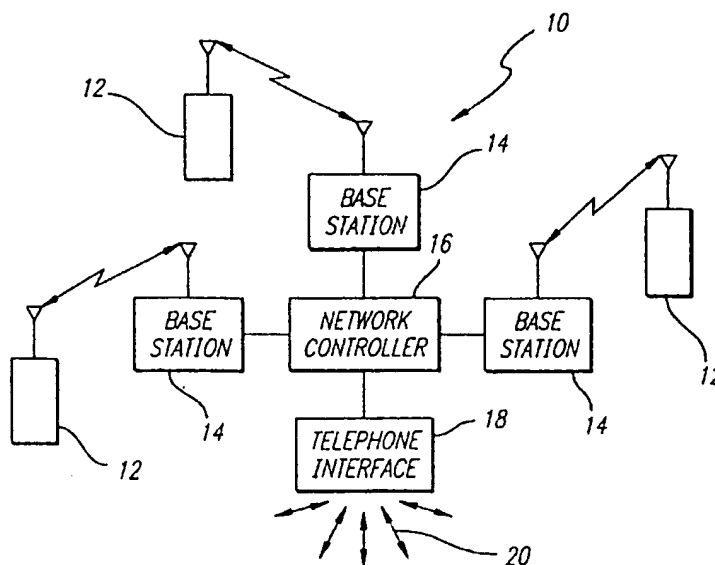 10
12
14
BASE
STATION
16
12
BASE
STATION
NETWORK
CONTROLLER
BASE
STATION
14
18
14
12
TELEPHONE
INTERFACE
20